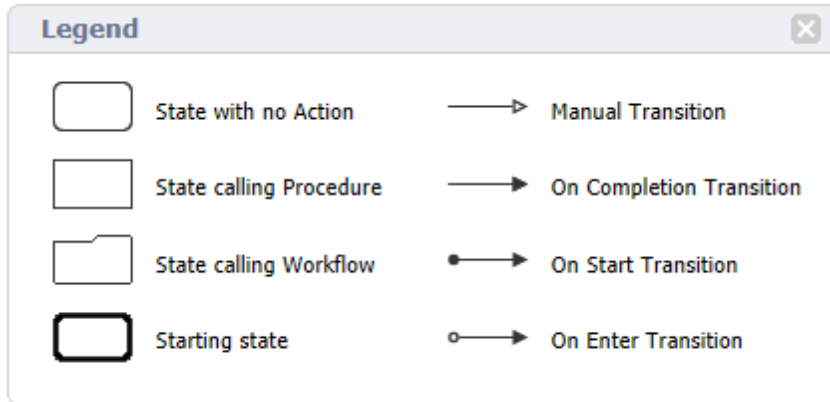 Legend
State with no Action
Manual Transition
State calling Procedure
On Completion Transition
State calling Workflow
On Start Transition
Starting state
On Enter Transition